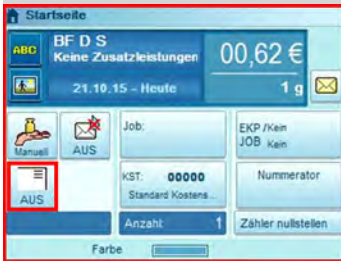 Startseite
ABC
BF D S
Keine Zusatzleistungen
00,62 €
21.10.15 - Heute
1 g
Manuell
AUS
Job:
EKP /Kein
JOB Kein
AUS
KST: 00000
Standard Kostens...
Nummerator
Anzahl: 1
Zähler nullstellen
Farbe